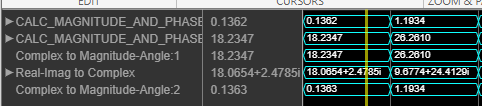 EDIT CURSORS ZOOM & P
CALC_MAGNITUDE_AND_PHASE 0.1362 0.1362 1.1934
CALC_MAGNITUDE_AND_PHASE 18.2347 18.2347 26.2610
Complex to Magnitude-Angle:1 18.2347 18.2347 26.2610
Real-Imag to Complex 18.0654+2.4785i 18.0654+2.4785i 9.6774+24.4129i
Complex to Magnitude-Angle:2 0.1363 0.1363 1.1934